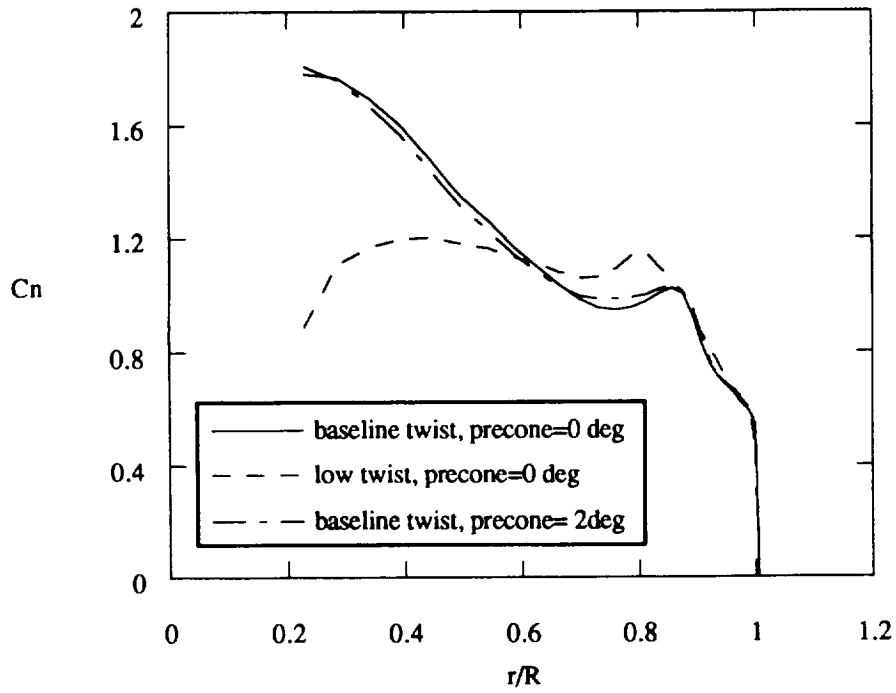 2
1.6
1.2
Cn
0.8
0.4
0
baseline twist, precone=0 deg
low twist, precone=0 deg
baseline twist, precone= 2deg
0 0.2 0.4 0.6 0.8 1 1.2
r/R